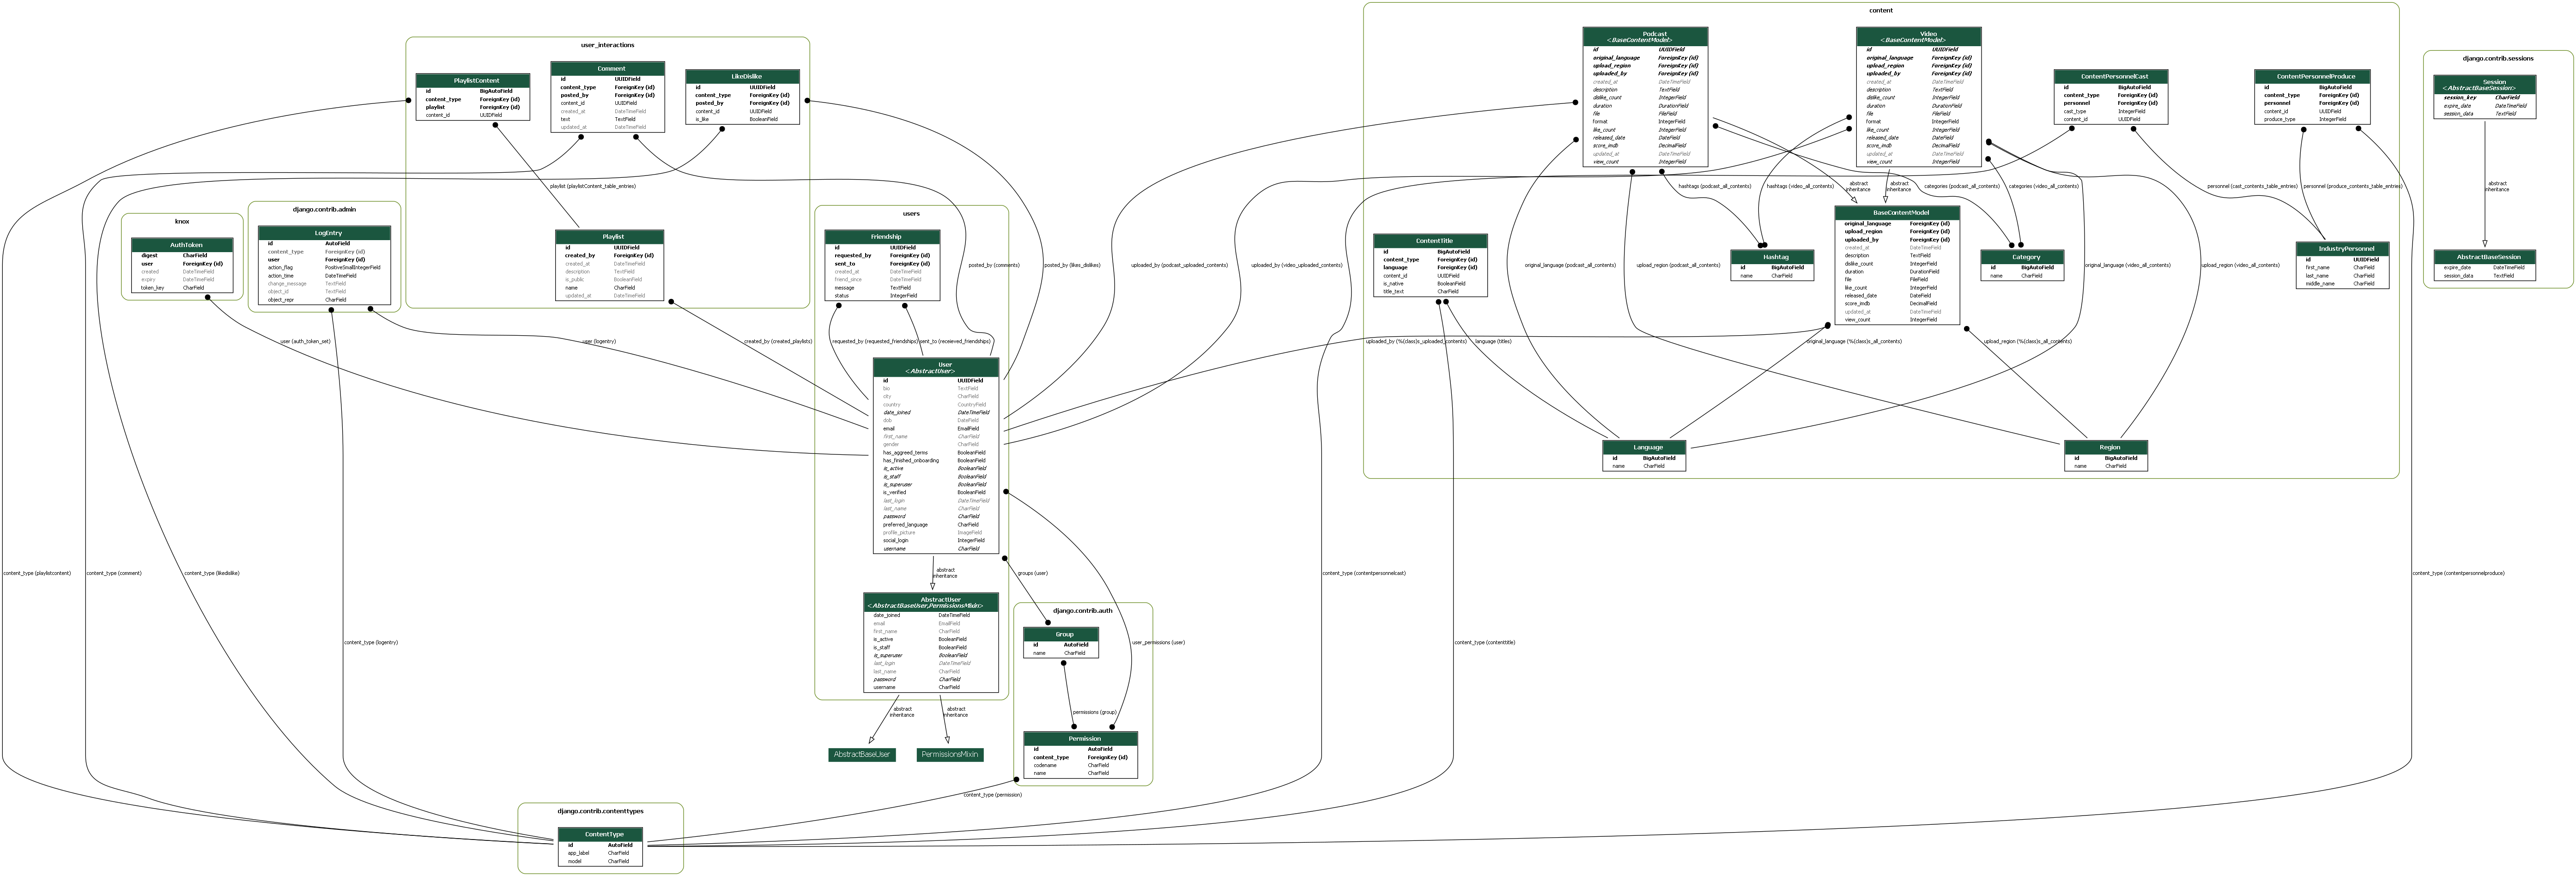 user_interactions
PlaylistContent
id BigAutoField
content_type ForeignKey (id)
playlist ForeignKey (id)
content_id UUIDField
Comment
id UUIDField
content_type ForeignKey (id)
posted_by ForeignKey (id)
content_id UUIDField
created_at DateTimeField
text TextField
updated_at DateTimeField
LikeDislike
id UUIDField
content_type ForeignKey (id)
posted_by ForeignKey (id)
content_id UUIDField
is_like BooleanField
playlist (playlistContent_table_entries)
Playlist
id UUIDField
created_by ForeignKey (id)
created_at DateTimeField
description TextField
is_public BooleanField
name CharField
updated_at DateTimeField
knox
AuthToken
digest CharField
user ForeignKey (id)
created DateTimeField
expiry DateTimeField
token_key CharField
django.contrib.admin
LogEntry
id AutoField
content_type ForeignKey (id)
user ForeignKey (id)
action_flag PositiveSmallIntegerField
action_time DateTimeField
change_message TextField
object_id TextField
object_repr CharField
users
Friendship
id UUIDField
requested_by ForeignKey (id)
sent_to ForeignKey (id)
created_at DateTimeField
friend_since DateTimeField
message TextField
status IntegerField
posted_by (comments)
posted_by (likes_dislikes)
uploaded_by (podcast_uploaded_contents)
uploaded_by (video_uploaded_contents)
user (auth_token_set)
user (logentry)
created_by (created_playlists)
requested_by (requested_friendships)
sent_to (receieved_friendships)
User
<AbstractUser>
id UUIDField
bio TextField
city CharField
country CountryField
date_joined DateTimeField
dob DateField
email EmailField
first_name CharField
gender CharField
has_aggreed_terms BooleanField
has_finished_onboarding BooleanField
is_active BooleanField
is_staff BooleanField
is_superuser BooleanField
is_verified BooleanField
last_login DateTimeField
last_name CharField
password CharField
preferred_language CharField
profile_picture ImageField
social_login IntegerField
username CharField
abstract
inheritance
AbstractUser
<AbstractBaseUser,PermissionsMixin>
date_joined DateTimeField
email EmailField
first_name CharField
is_active BooleanField
is_staff BooleanField
is_superuser BooleanField
last_login DateTimeField
last_name CharField
password CharField
username CharField
abstract
inheritance
abstract
inheritance
AbstractBaseUser
PermissionsMixin
groups (user)
django.contrib.auth
Group
id AutoField
name CharField
user_permissions (user)
permissions (group)
Permission
id AutoField
content_type ForeignKey (id)
codename CharField
name CharField
content_type (permission)
content_type (playlistcontent)
content_type (comment)
content_type (likedislike)
content_type (logentry)
django.contrib.contenttypes
ContentType
id AutoField
app_label CharField
model CharField
content
Podcast
<BaseContentModel>
id UUIDField
original_language ForeignKey (id)
upload_region ForeignKey (id)
uploaded_by ForeignKey (id)
created_at DateTimeField
description TextField
dislike_count IntegerField
duration DurationField
file FileField
format IntegerField
like_count IntegerField
released_date DateField
score_imdb DecimalField
updated_at DateTimeField
view_count IntegerField
Video
<BaseContentModel>
id UUIDField
original_language ForeignKey (id)
upload_region ForeignKey (id)
uploaded_by ForeignKey (id)
created_at DateTimeField
description TextField
dislike_count IntegerField
duration DurationField
file FileField
format IntegerField
like_count IntegerField
released_date DateField
score_imdb DecimalField
updated_at DateTimeField
view_count IntegerField
ContentPersonnelCast
id BigAutoField
content_type ForeignKey (id)
personnel ForeignKey (id)
cast_type IntegerField
content_id UUIDField
ContentPersonnelProduce
id BigAutoField
content_type ForeignKey (id)
personnel ForeignKey (id)
content_id UUIDField
produce_type IntegerField
hashtags (podcast_all_contents)
hashtags (video_all_contents)
abstract
inheritance
abstract
inheritance
categories (podcast_all_contents)
categories (video_all_contents)
personnel (cast_contents_table_entries)
personnel (produce_contents_table_entries)
ContentTitle
id BigAutoField
content_type ForeignKey (id)
language ForeignKey (id)
content_id UUIDField
is_native BooleanField
title_text CharField
original_language (podcast_all_contents)
upload_region (podcast_all_contents)
Hashtag
id BigAutoField
name CharField
BaseContentModel
original_language ForeignKey (id)
upload_region ForeignKey (id)
uploaded_by ForeignKey (id)
created_at DateTimeField
description TextField
dislike_count IntegerField
duration DurationField
file FileField
like_count IntegerField
released_date DateField
score_imdb DecimalField
updated_at DateTimeField
view_count IntegerField
Category
id BigAutoField
name CharField
original_language (video_all_contents)
upload_region (video_all_contents)
IndustryPersonnel
id UUIDField
first_name CharField
last_name CharField
middle_name CharField
uploaded_by (%(class)s_uploaded_contents)
language (titles)
original_language (%(class)s_all_contents)
upload_region (%(class)s_all_contents)
Language
id BigAutoField
name CharField
Region
id BigAutoField
name CharField
content_type (contentpersonnelcast)
content_type (contenttitle)
content_type (contentpersonnelproduce)
django.contrib.sessions
Session
<AbstractBaseSession>
session_key CharField
expire_date DateTimeField
session_data TextField
abstract
inheritance
AbstractBaseSession
expire_date DateTimeField
session_data TextField